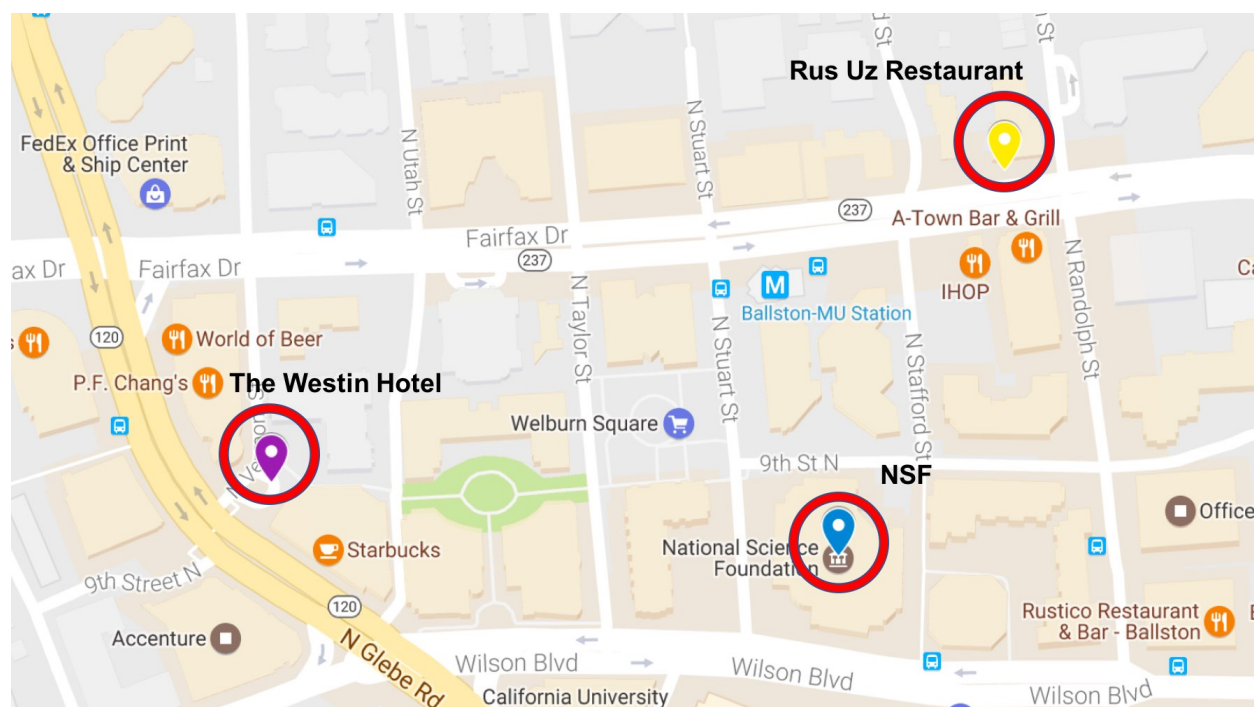 Rus Uz Restaurant
FedEx Office Print
& Ship Center
N Utah St
N Stuart St
d St
St
237
A-Town Bar & Grill
Fairfax Dr
237
ax Dr
Fairfax Dr
IHOP
N Randolph St
Ca
M
Ballston-MU Station
N Taylor St
N Stuart St
N Stafford St
120
World of Beer
P.F. Chang's
The Westin Hotel
Welburn Square
9th St N
NSF
Office
National Science
Foundation
Starbucks
9th Street N
120
Accenture
N Glebe Rd
Rustico Restaurant
& Bar - Ballston
Wilson Blvd
Wilson Blvd
Wilson Blvd
California University